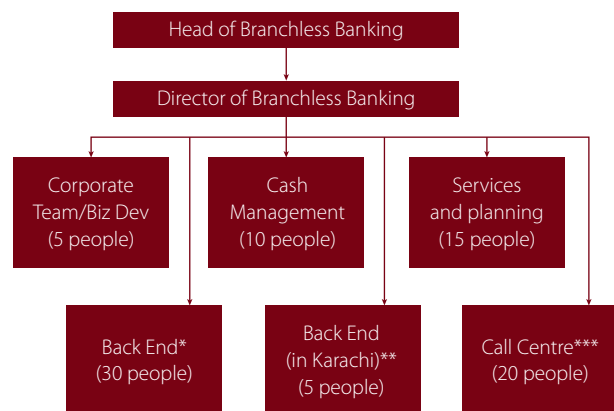 Head of Branchless Banking
Director of Branchless Banking
Corporate
Team/Biz Dev
(5 people)
Cash
Management
(10 people)
Services
and planning
(15 people)
Back End*
(30 people)
Back End
(in Karachi)**
(5 people)
Call Centre***
(20 people)